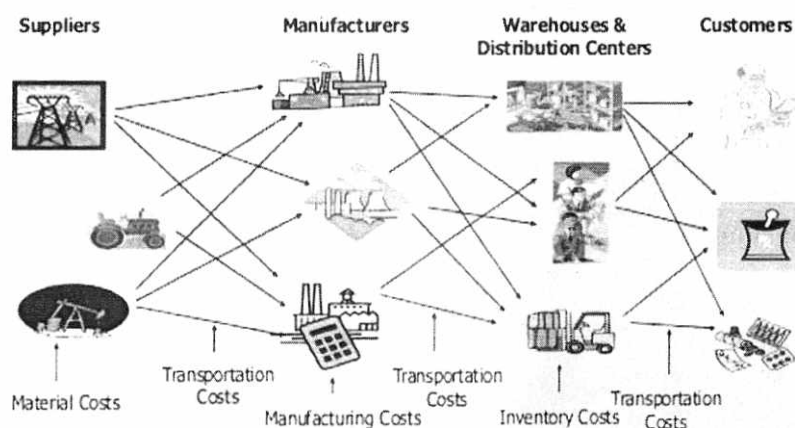 Suppliers
Manufacturers
Warehouses &
Distribution Centers
Customers
Material Costs
Transportation
Costs
Manufacturing Costs
Transportation
Costs
Inventory Costs
Transportation
Costs